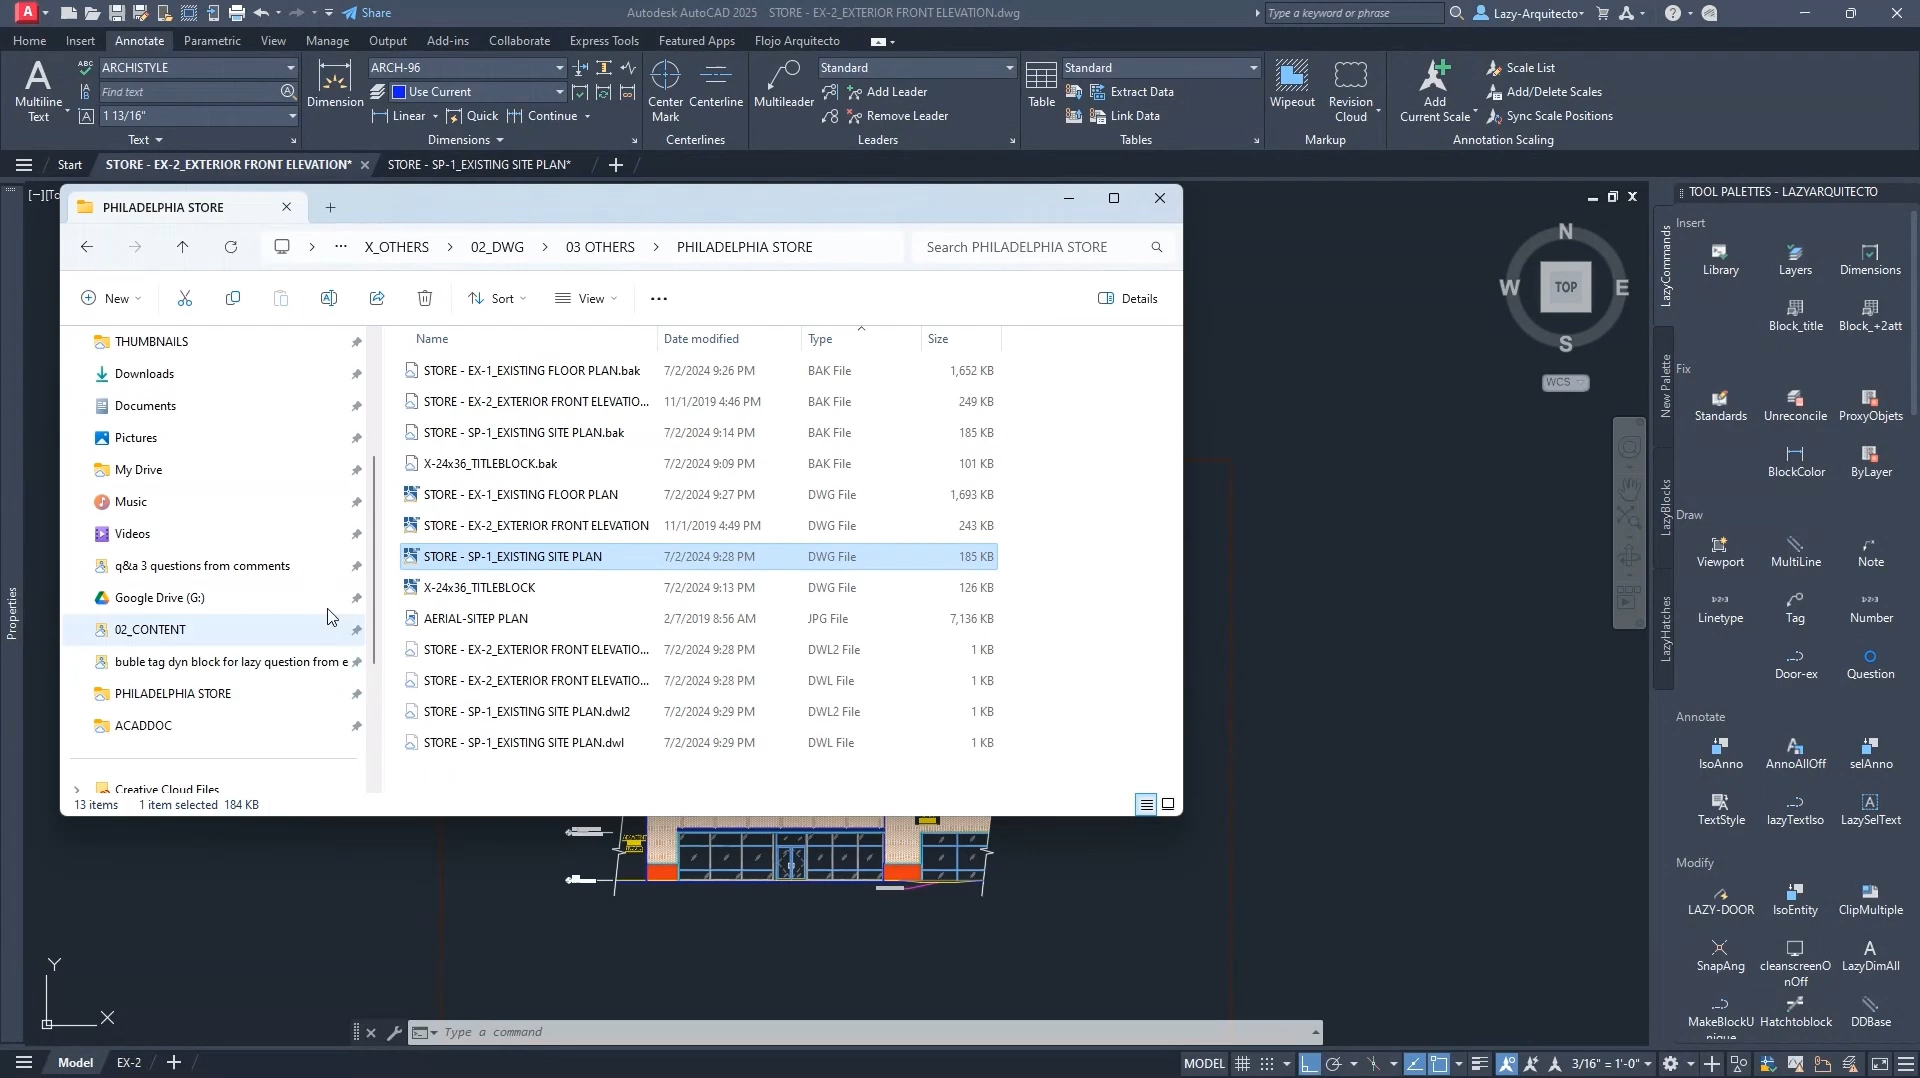 Share
Autodesk AutoCAD 2025 STORE - EX-2_EXTERIOR FRONT ELEVATION.dwg
Type a keyword or phrase
Lazy-Arquitecto
Home Insert Annotate Parametric View Manage Output Add-ins Collaborate Express Tools Featured Apps Flojo Arquitecto
Multiline Text
ARCHISTYLE
Find text
1 13/16"
Text
Dimension
ARCH-96
Use Current
Linear Quick Continue
Dimensions
Center Mark Centerline
Centerlines
Multileader
Standard
Add Leader
Remove Leader
Leaders
Table
Standard
Extract Data
Link Data
Tables
Wipeout Revision Cloud
Markup
Add Current Scale
Scale List
Add/Delete Scales
Sync Scale Positions
Annotation Scaling
Start STORE - EX-2_EXTERIOR FRONT ELEVATION* STORE - SP-1_EXISTING SITE PLAN*
[−][To
Properties
PHILADELPHIA STORE
X_OTHERS > 02_DWG > 03 OTHERS > PHILADELPHIA STORE
Search PHILADELPHIA STORE
New Sort View Details
THUMBNAILS
Downloads
Documents
Pictures
My Drive
Music
Videos
q&a 3 questions from comments
Google Drive (G:)
02_CONTENT
buble tag dyn block for lazy question from e
PHILADELPHIA STORE
ACADDOC
Creative Cloud Files
Name Date modified Type Size
STORE - EX-1_EXISTING FLOOR PLAN.bak 7/2/2024 9:26 PM BAK File 1,652 KB
STORE - EX-2_EXTERIOR FRONT ELEVATIO... 11/1/2019 4:46 PM BAK File 249 KB
STORE - SP-1_EXISTING SITE PLAN.bak 7/2/2024 9:14 PM BAK File 185 KB
X-24x36_TITLEBLOCK.bak 7/2/2024 9:09 PM BAK File 101 KB
STORE - EX-1_EXISTING FLOOR PLAN 7/2/2024 9:27 PM DWG File 1,693 KB
STORE - EX-2_EXTERIOR FRONT ELEVATION 11/1/2019 4:49 PM DWG File 243 KB
STORE - SP-1_EXISTING SITE PLAN 7/2/2024 9:28 PM DWG File 185 KB
X-24x36_TITLEBLOCK 7/2/2024 9:13 PM DWG File 126 KB
AERIAL-SITEP PLAN 2/7/2019 8:56 AM JPG File 7,136 KB
STORE - EX-2_EXTERIOR FRONT ELEVATIO... 7/2/2024 9:28 PM DWL2 File 1 KB
STORE - EX-2_EXTERIOR FRONT ELEVATIO... 7/2/2024 9:28 PM DWL File 1 KB
STORE - SP-1_EXISTING SITE PLAN.dwl2 7/2/2024 9:29 PM DWL2 File 1 KB
STORE - SP-1_EXISTING SITE PLAN.dwl 7/2/2024 9:29 PM DWL File 1 KB
13 items 1 item selected 184 KB
N
W TOP E
S
WCS
TOOL PALETTES - LAZYARQUITECTO
LazyCommands
New Palette
LazyBlocks
LazyHatches
Insert
Library Layers Dimensions
Block_title Block_+2att
Fix
Standards Unreconcile ProxyObjets
BlockColor ByLayer
Draw
Viewport MultiLine Note
Linetype Tag Number
Door-ex Question
Annotate
IsoAnno AnnoAllOff selAnno
TextStyle lazyTextIso LazySelText
Modify
LAZY-DOOR IsoEntity ClipMultiple
SnapAng cleanscreenOnOff LazyDimAll
MakeBlockUnique Hatchtoblock DDBase
Y
X
Type a command
Model EX-2
MODEL 3/16" = 1'-0"